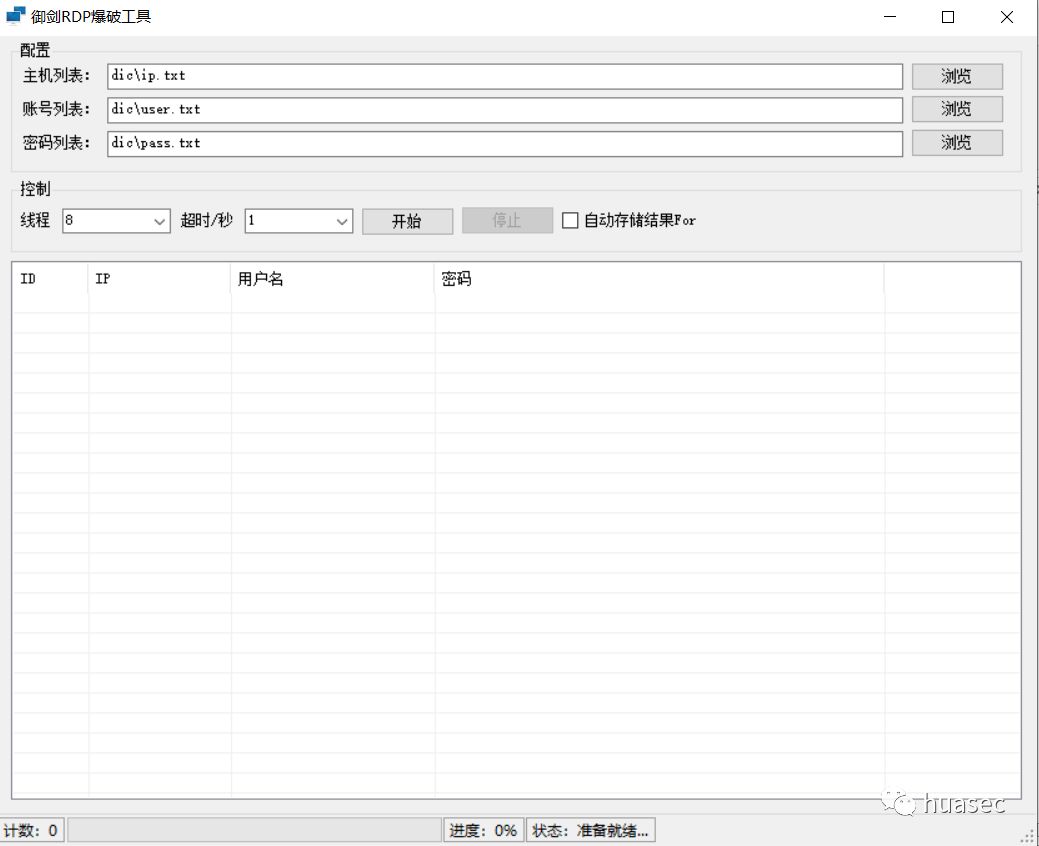 御剑RDP爆破工具
配置
主机列表： dic\ip.txt 浏览
账号列表： dic\user.txt 浏览
密码列表： dic\pass.txt 浏览
控制
线程 8 超时/秒 1 开始 停止 自动存储结果For
ID IP 用户名 密码
huasec
计数：0 进度：0% 状态：准备就绪...